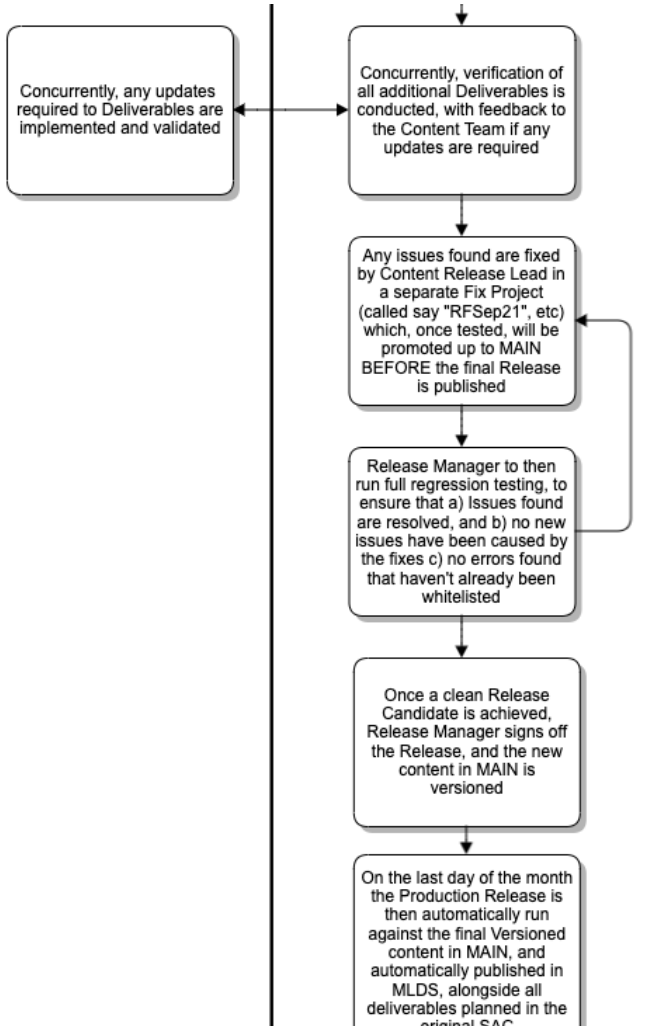 Concurrently, any updates
required to Deliverables are
implemented and validated
Concurrently, verification of
all additional Deliverables is
conducted, with feedback to
the Content Team if any
updates are required
Any issues found are fixed
by Content Release Lead in
a separate Fix Project
(called say "RFSep21", etc)
which, once tested, will be
promoted up to MAIN
BEFORE the final Release
is published
Release Manager to then
run full regression testing, to
ensure that a) Issues found
are resolved, and b) no new
issues have been caused by
the fixes c) no errors found
that haven't already been
whitelisted
Once a clean Release
Candidate is achieved,
Release Manager signs off
the Release, and the new
content in MAIN is
versioned
On the last day of the month
the Production Release is
then automatically run
against the final Versioned
content in MAIN, and
automatically published in
MLDS, alongside all
deliverables planned in the
original SAC